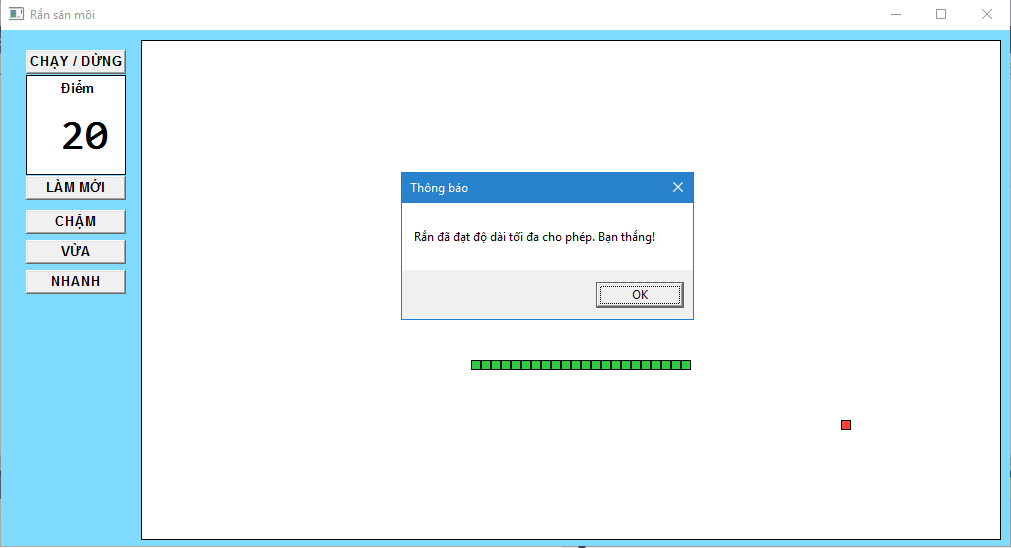 Rắn săn mồi
CHẠY / DỪNG
Điểm
20
LÀM MỚI
CHẬM
VỪA
NHANH
Thông báo
Rắn đã đạt độ dài tối đa cho phép. Bạn thắng!
OK